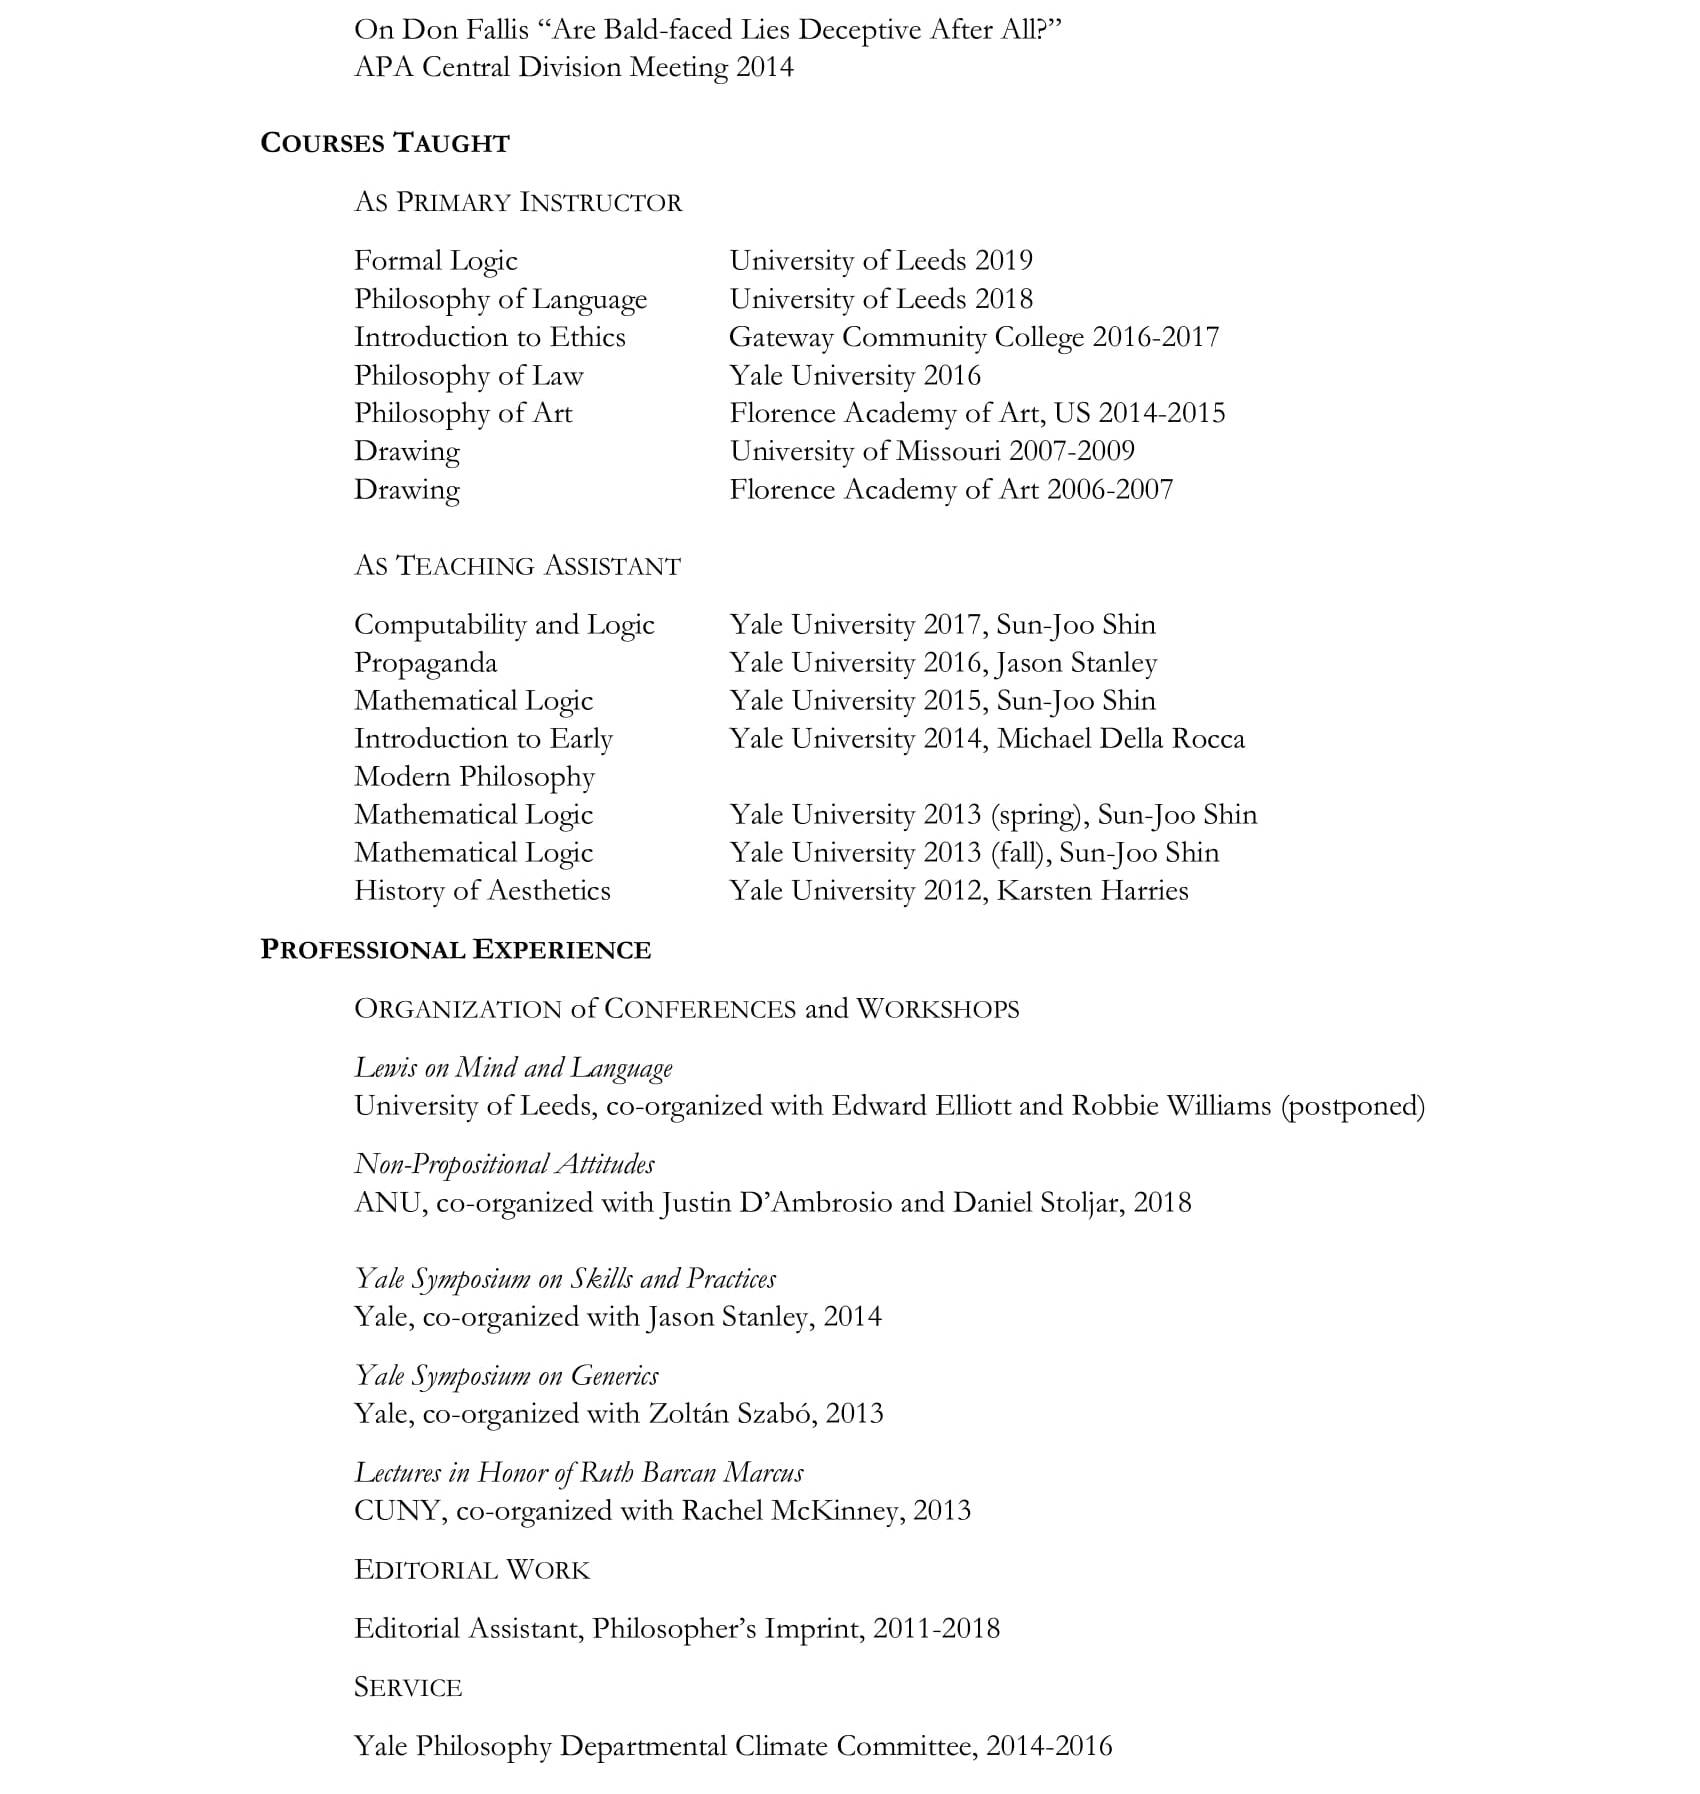 On Don Fallis “Are Bald-faced Lies Deceptive After All?”
APA Central Division Meeting 2014
COURSES TAUGHT
AS PRIMARY INSTRUCTOR
Formal Logic University of Leeds 2019
Philosophy of Language University of Leeds 2018
Introduction to Ethics Gateway Community College 2016-2017
Philosophy of Law Yale University 2016
Philosophy of Art Florence Academy of Art, US 2014-2015
Drawing University of Missouri 2007-2009
Drawing Florence Academy of Art 2006-2007
AS TEACHING ASSISTANT
Computability and Logic Yale University 2017, Sun-Joo Shin
Propaganda Yale University 2016, Jason Stanley
Mathematical Logic Yale University 2015, Sun-Joo Shin
Introduction to Early Yale University 2014, Michael Della Rocca
Modern Philosophy
Mathematical Logic Yale University 2013 (spring), Sun-Joo Shin
Mathematical Logic Yale University 2013 (fall), Sun-Joo Shin
History of Aesthetics Yale University 2012, Karsten Harries
PROFESSIONAL EXPERIENCE
ORGANIZATION of CONFERENCES and WORKSHOPS
Lewis on Mind and Language
University of Leeds, co-organized with Edward Elliott and Robbie Williams (postponed)
Non-Propositional Attitudes
ANU, co-organized with Justin D’Ambrosio and Daniel Stoljar, 2018
Yale Symposium on Skills and Practices
Yale, co-organized with Jason Stanley, 2014
Yale Symposium on Generics
Yale, co-organized with Zoltán Szabó, 2013
Lectures in Honor of Ruth Barcan Marcus
CUNY, co-organized with Rachel McKinney, 2013
EDITORIAL WORK
Editorial Assistant, Philosopher’s Imprint, 2011-2018
SERVICE
Yale Philosophy Departmental Climate Committee, 2014-2016